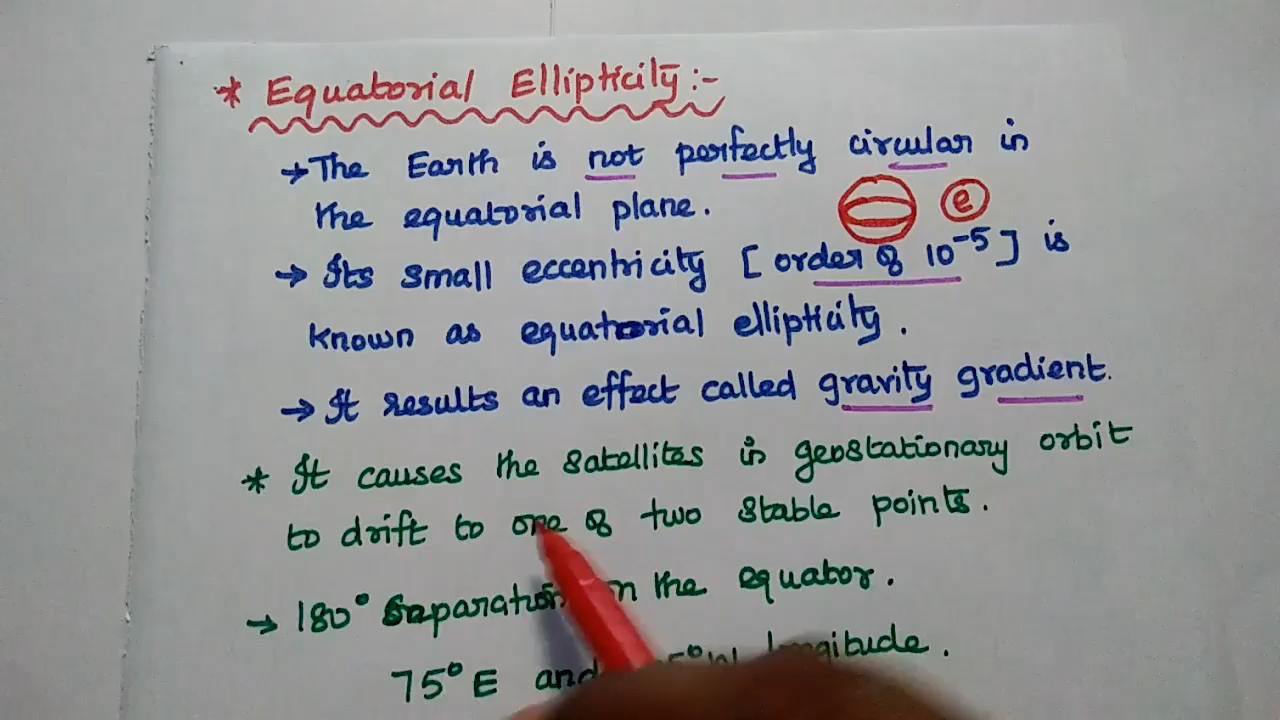 * Equatorial Ellipticity :-
→ The Earth is not perfectly circular in
the equatorial plane.
e
→ Its small eccentricity [order of 10⁻⁵] is
known as equatorial ellipticity.
→ It results an effect called gravity gradient.
* It causes the satellites in geostationary orbit
to drift to one of two stable points.
→ 180° Separation the equator.
75° E and longitude.